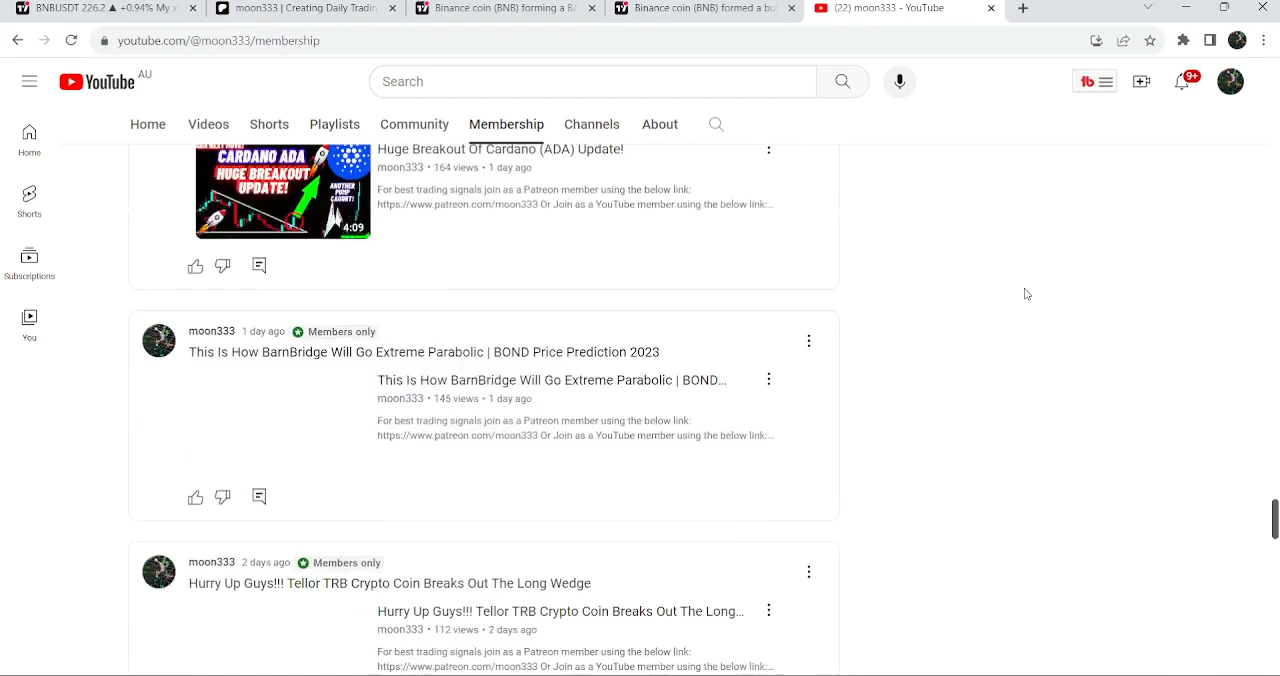 BNBUSDT 226.2 ▲ +0.94% My x
moon333 | Creating Daily Trading
Binance coin (BNB) forming a BA
Binance coin (BNB) formed a bu
(22) moon333 - YouTube
youtube.com/@moon333/membership
YouTube AU
Search
9+
Home Videos Shorts Playlists Community Membership Channels About
Home
Shorts
Subscriptions
You
CARDANO ADA
HUGE BREAKOUT
UPDATE!
ANOTHER
PUMP
CAUGHT!
4:09
Huge Breakout Of Cardano (ADA) Update!
moon333 • 164 views • 1 day ago
For best trading signals join as a Patreon member using the below link:
https://www.patreon.com/moon333 Or Join as a YouTube member using the below link:...
moon333 1 day ago Members only
This Is How BarnBridge Will Go Extreme Parabolic | BOND Price Prediction 2023
This Is How BarnBridge Will Go Extreme Parabolic | BOND...
moon333 • 145 views • 1 day ago
For best trading signals join as a Patreon member using the below link:
https://www.patreon.com/moon333 Or Join as a YouTube member using the below link:...
moon333 2 days ago Members only
Hurry Up Guys!!! Tellor TRB Crypto Coin Breaks Out The Long Wedge
Hurry Up Guys!!! Tellor TRB Crypto Coin Breaks Out The Long...
moon333 • 112 views • 2 days ago
For best trading signals join as a Patreon member using the below link:
https://www.patreon.com/moon333 Or Join as a YouTube member using the below link:...